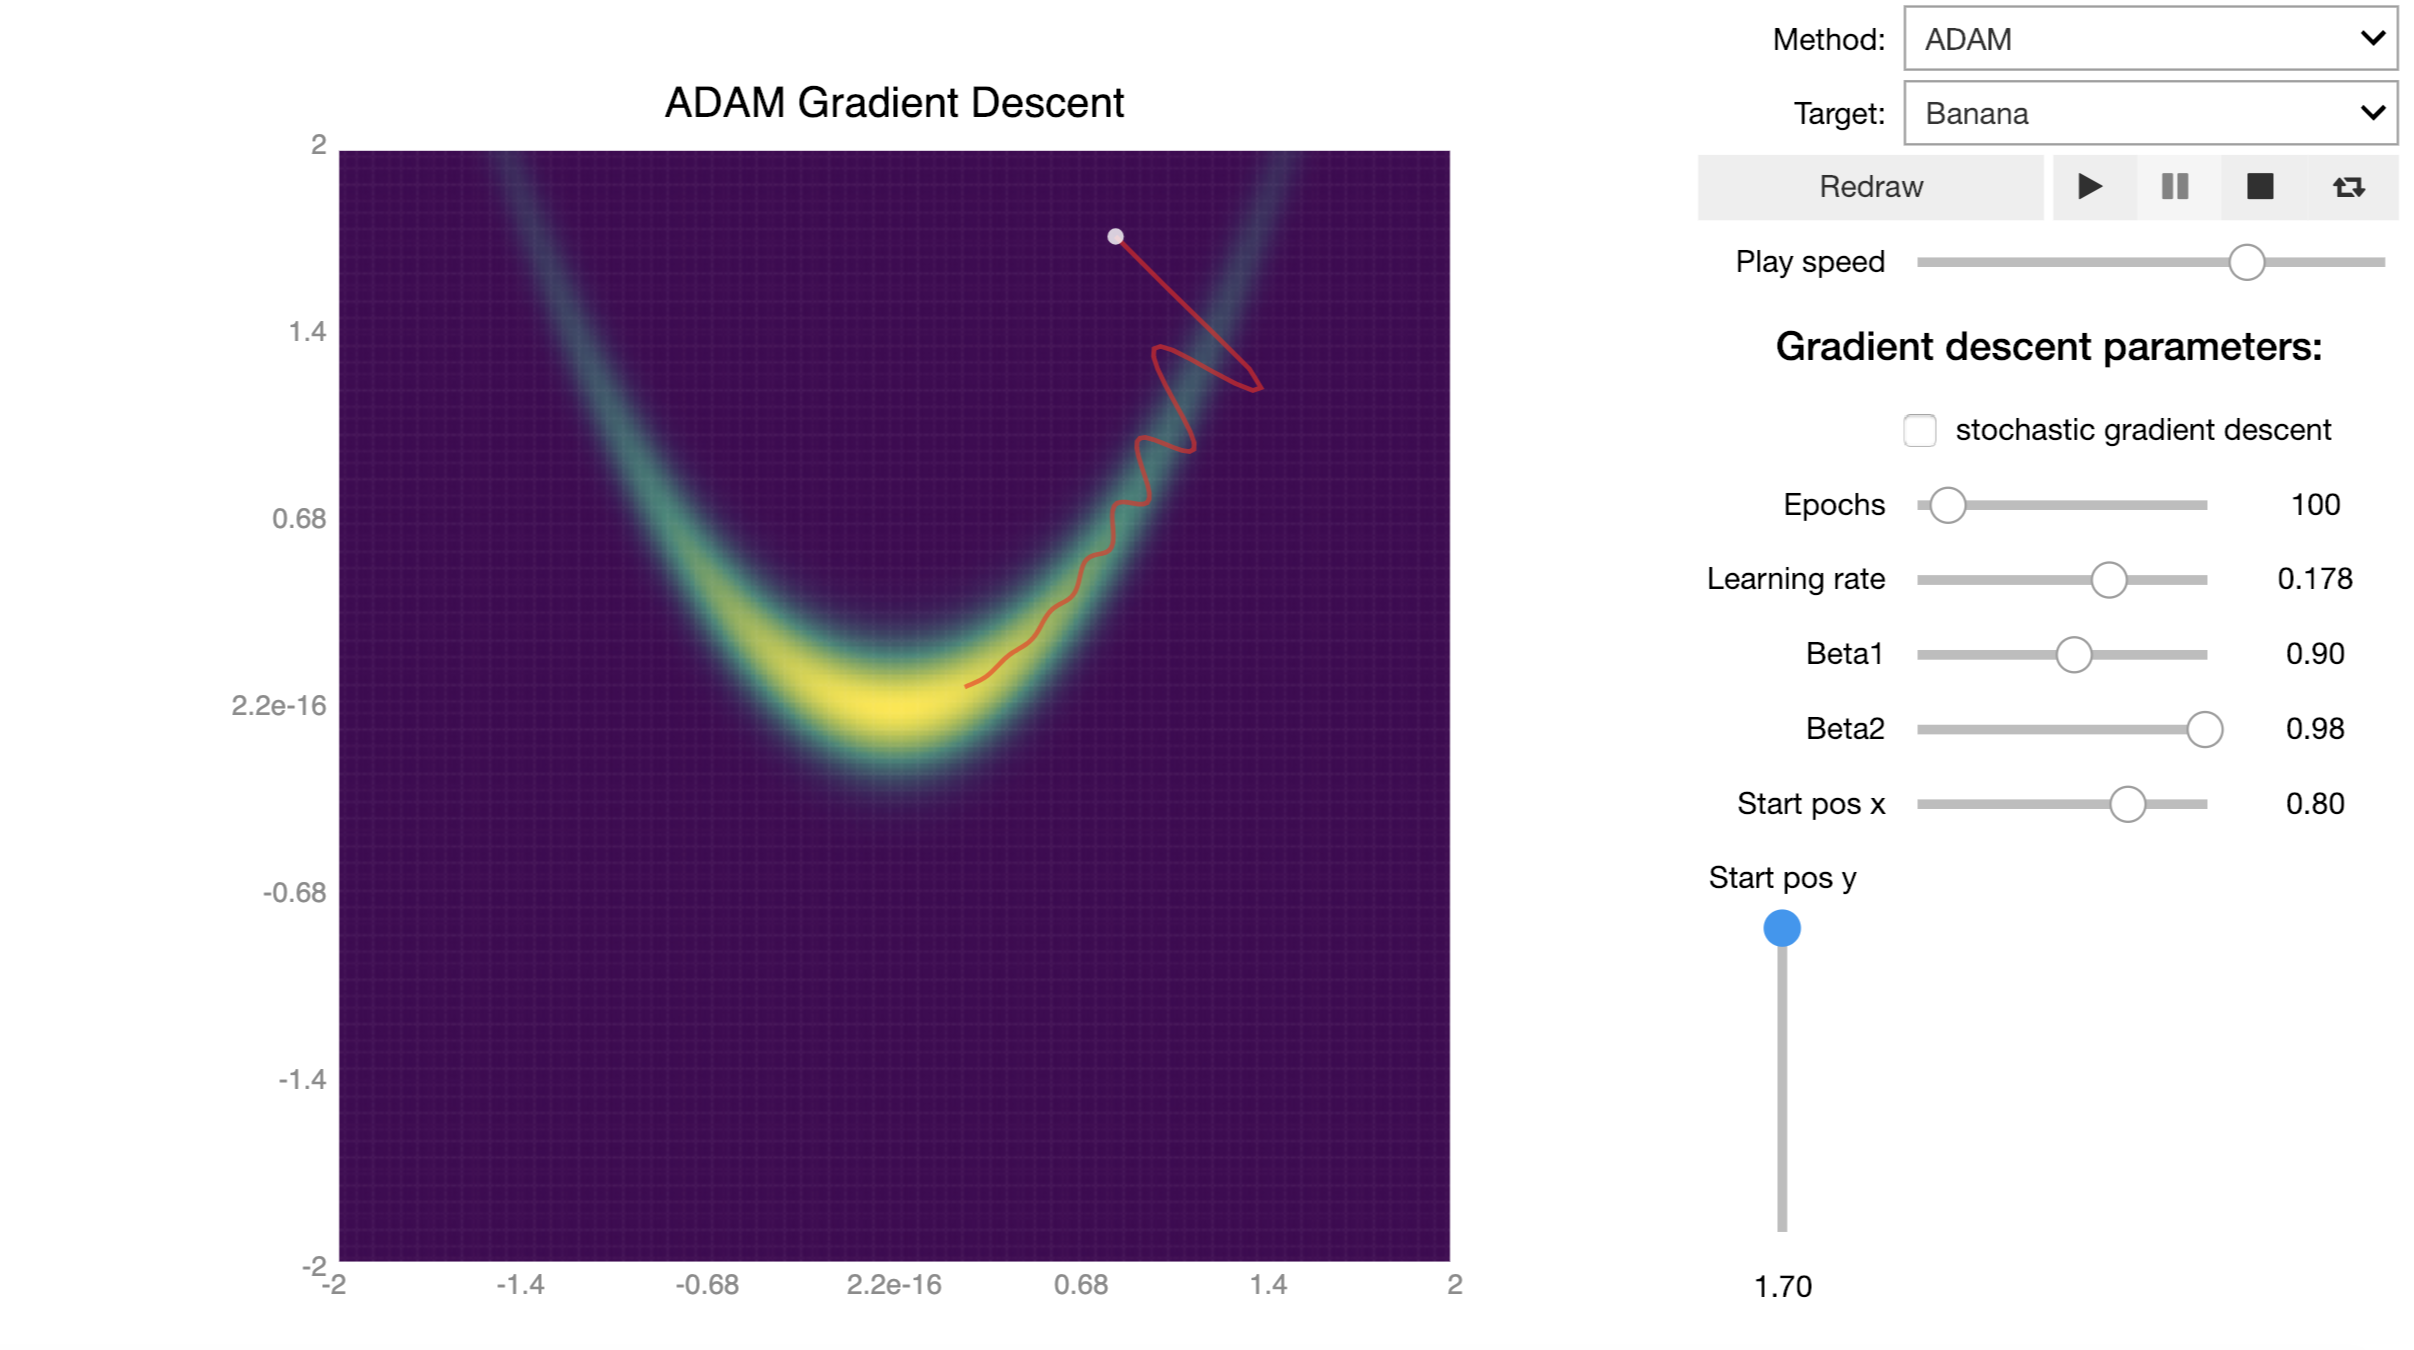 ADAM Gradient Descent
2
1.4
0.68
2.2e-16
-0.68
-1.4
-2
-2
-1.4
-0.68
2.2e-16
0.68
1.4
2
Method:
ADAM
Target:
Banana
Redraw
Play speed
Gradient descent parameters:
stochastic gradient descent
Epochs
100
Learning rate
0.178
Beta1
0.90
Beta2
0.98
Start pos x
0.80
Start pos y
1.70